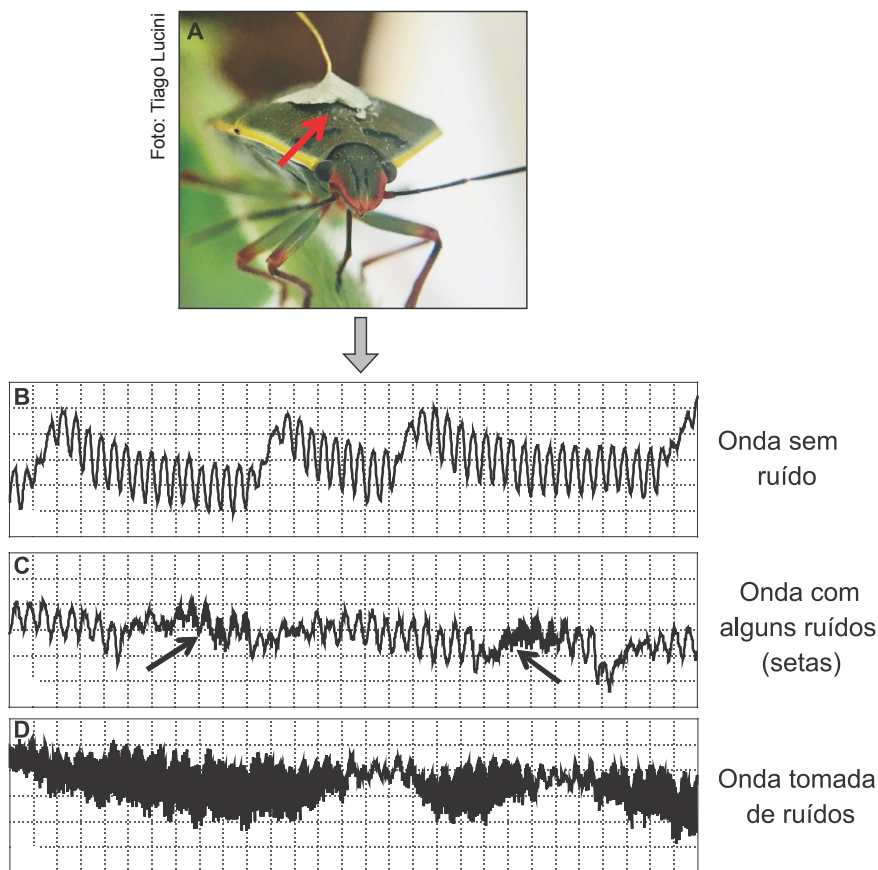 Foto: Tiago Lucini
A
B
Onda sem
ruído
C
Onda com
alguns ruídos
(setas)
D
Onda tomada
de ruídos